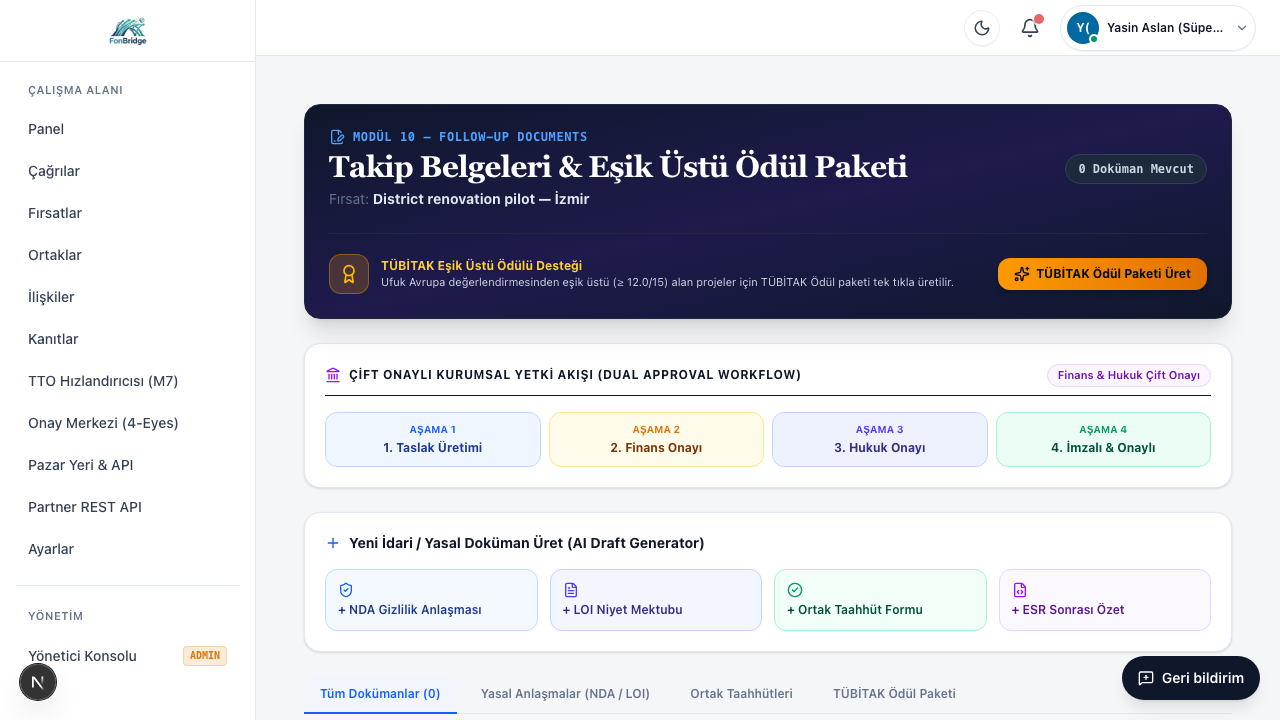 FonBridge
Y(
Yasin Aslan (Süpe...
ÇALIŞMA ALANI
Panel
Çağrılar
Fırsatlar
Ortaklar
İlişkiler
Kanıtlar
TTO Hızlandırıcısı (M7)
Onay Merkezi (4-Eyes)
Pazar Yeri & API
Partner REST API
Ayarlar
YÖNETİM
Yönetici Konsolu
ADMIN
N
MODÜL 10 — FOLLOW-UP DOCUMENTS
Takip Belgeleri & Eşik Üstü Ödül Paketi
0 Doküman Mevcut
Fırsat: District renovation pilot — İzmir
TÜBİTAK Eşik Üstü Ödülü Desteği
Ufuk Avrupa değerlendirmesinden eşik üstü (≥ 12.0/15) alan projeler için TÜBİTAK Ödül paketi tek tıkla üretilir.
TÜBİTAK Ödül Paketi Üret
ÇİFT ONAYLI KURUMSAL YETKİ AKIŞI (DUAL APPROVAL WORKFLOW)
Finans & Hukuk Çift Onayı
AŞAMA 1
1. Taslak Üretimi
AŞAMA 2
2. Finans Onayı
AŞAMA 3
3. Hukuk Onayı
AŞAMA 4
4. İmzalı & Onaylı
Yeni İdari / Yasal Doküman Üret (AI Draft Generator)
+ NDA Gizlilik Anlaşması
+ LOI Niyet Mektubu
+ Ortak Taahhüt Formu
+ ESR Sonrası Özet
Tüm Dokümanlar (0)
Yasal Anlaşmalar (NDA / LOI)
Ortak Taahhütleri
TÜBİTAK Ödül Paketi
Geri bildirim